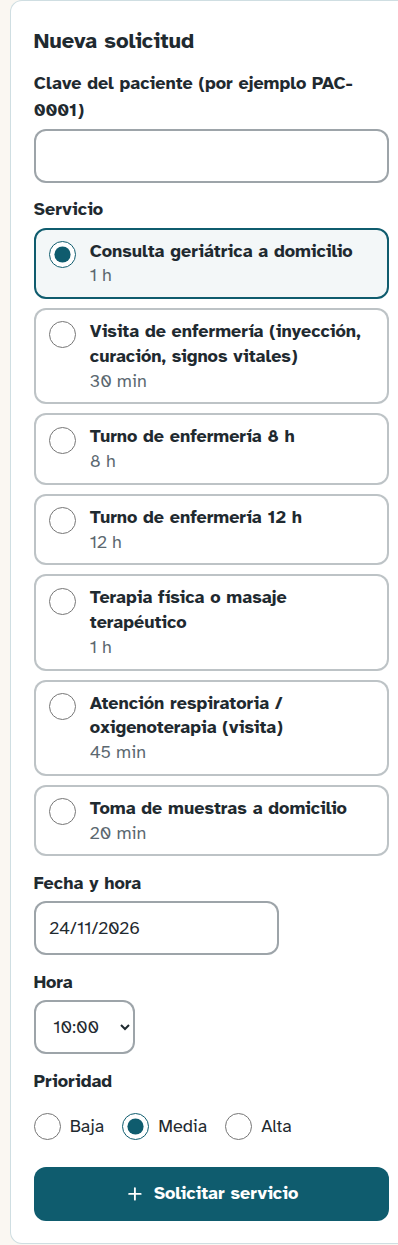 Nueva solicitud
Clave del paciente (por ejemplo PAC-
0001)
Servicio
Consulta geriátrica a domicilio
1 h
Visita de enfermería (inyección,
curación, signos vitales)
30 min
Turno de enfermería 8 h
8 h
Turno de enfermería 12 h
12 h
Terapia física o masaje
terapéutico
1 h
Atención respiratoria /
oxigenoterapia (visita)
45 min
Toma de muestras a domicilio
20 min
Fecha y hora
24/11/2026
Hora
10:00
Prioridad
Baja Media Alta
+ Solicitar servicio